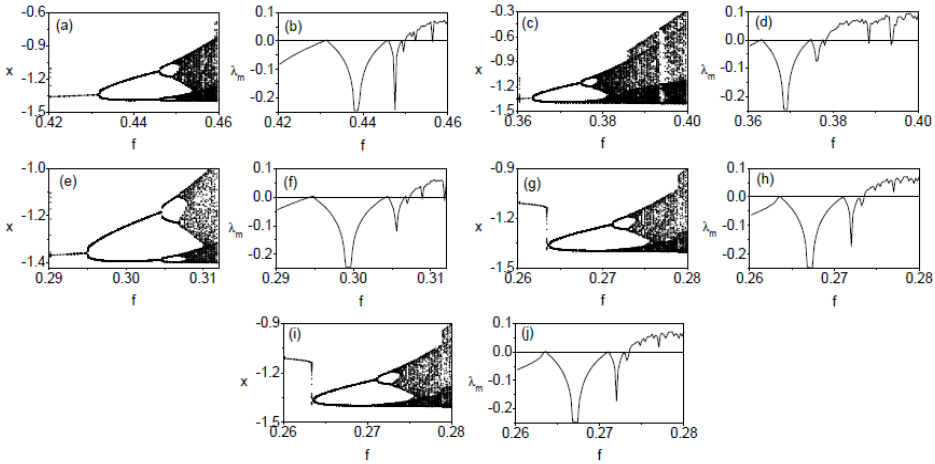 (a)
-0.6
-0.9
x
-1.2
-1.5
0.42
0.44
0.46
f
(b)
0.1
0.0
λm
-0.1
-0.2
0.42
0.44
0.46
f
(c)
-0.3
-0.6
x
-0.9
-1.2
-1.5
0.36
0.38
0.40
f
(d)
0.1
0.0
λm
-0.1
-0.2
0.36
0.38
0.40
f
(e)
-1.0
x
-1.2
-1.4
0.29
0.30
0.31
f
(f)
0.1
0.0
λm
-0.1
-0.2
0.29
0.30
0.31
f
(g)
-0.9
x
-1.2
-1.5
0.26
0.27
0.28
f
(h)
0.1
0.0
λm
-0.1
-0.2
0.26
0.27
0.28
f
(i)
-0.9
x
-1.2
-1.5
0.26
0.27
0.28
f
(j)
0.1
0.0
λm
-0.1
-0.2
0.26
0.27
0.28
f